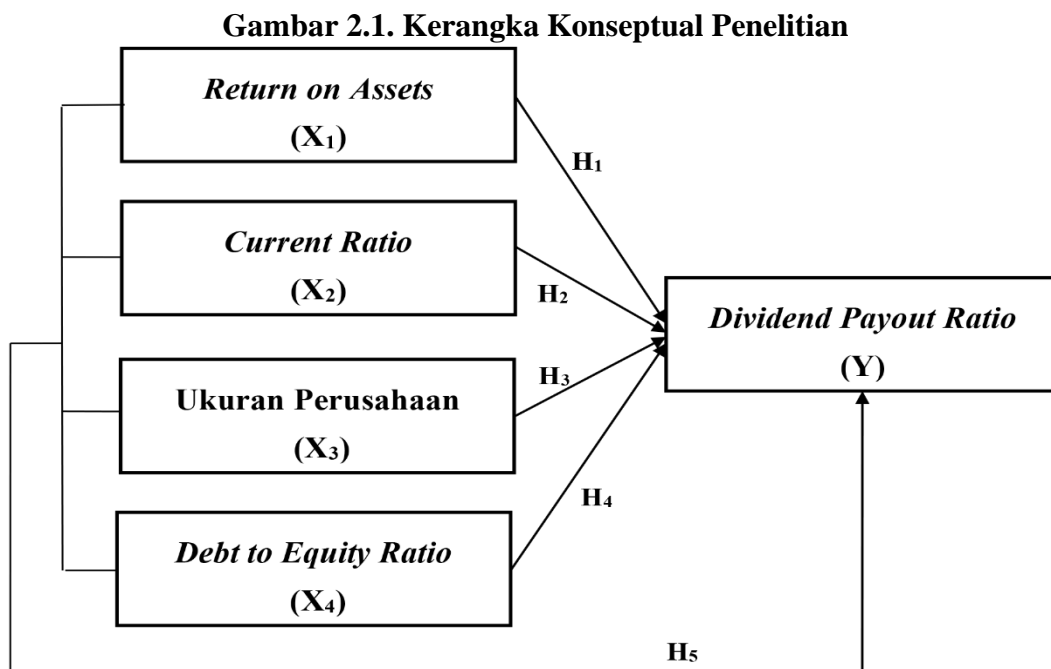 Gambar 2.1. Kerangka Konseptual Penelitian
Return on Assets
(X₁)
H₁
Current Ratio
(X₂)
H₂
Dividend Payout Ratio
(Y)
Ukuran Perusahaan
(X₃)
H₃
Debt to Equity Ratio
(X₄)
H₄
H₅